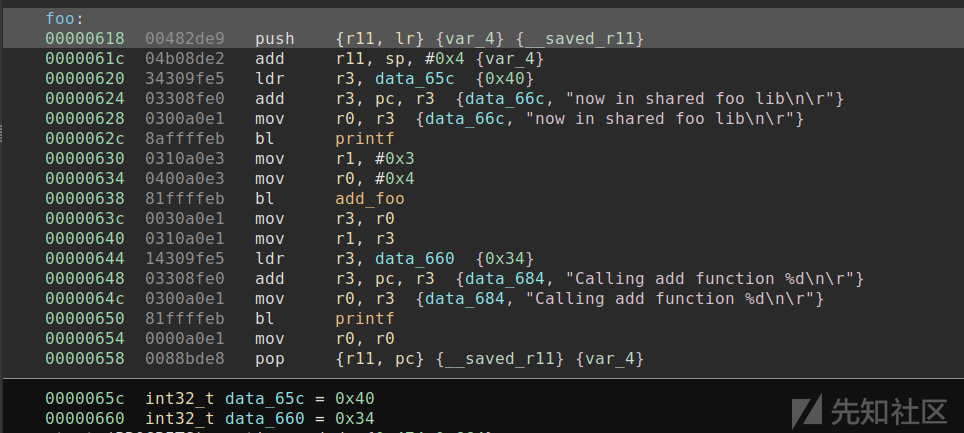 foo:
00000618  00482de9   push    {r11, lr} {var_4} {__saved_r11}
0000061c  04b08de2   add     r11, sp, #0x4 {var_4}
00000620  34309fe5   ldr     r3, data_65c  {0x40}
00000624  03308fe0   add     r3, pc, r3  {data_66c, "now in shared foo lib\n\r"}
00000628  0300a0e1   mov     r0, r3  {data_66c, "now in shared foo lib\n\r"}
0000062c  8affffeb   bl      printf
00000630  0310a0e3   mov     r1, #0x3
00000634  0400a0e3   mov     r0, #0x4
00000638  81ffffeb   bl      add_foo
0000063c  0030a0e1   mov     r3, r0
00000640  0310a0e1   mov     r1, r3
00000644  14309fe5   ldr     r3, data_660  {0x34}
00000648  03308fe0   add     r3, pc, r3  {data_684, "Calling add function %d\n\r"}
0000064c  0300a0e1   mov     r0, r3  {data_684, "Calling add function %d\n\r"}
00000650  81ffffeb   bl      printf
00000654  0000a0e1   mov     r0, r0
00000658  0088bde8   pop     {r11, pc} {__saved_r11} {var_4}
0000065c  int32_t data_65c = 0x40
00000660  int32_t data_660 = 0x34
先知社区